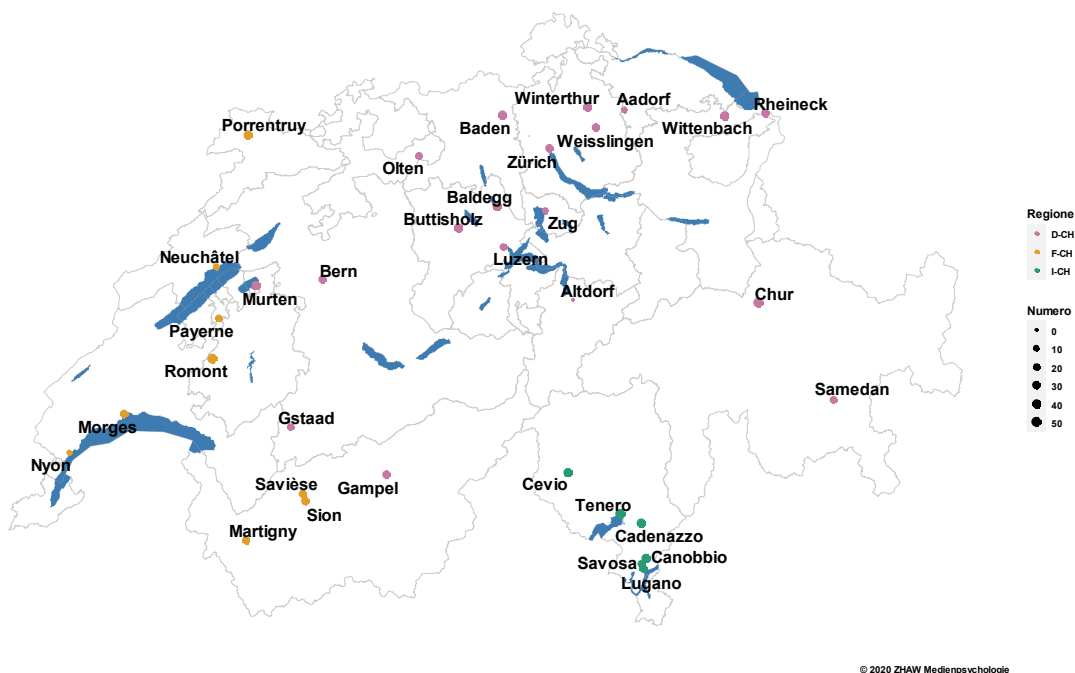 Winterthur
Aadorf
Rheineck
Porrentruy
Baden
Weisslingen
Wittenbach
Olten
Zürich
Baldegg
Buttisholz
Zug
Neuchâtel
Luzern
Bern
Murten
Altdorf
Chur
Payerne
Romont
Samedan
Morges
Gstaad
Nyon
Savièse
Gampel
Cevio
Sion
Tenero
Martigny
Cadenazzo
Canobbio
Savosa
Lugano
Regione
D-CH
F-CH
I-CH
Numero
0
10
20
30
40
50
© 2020 ZHAW Medienpsychologie